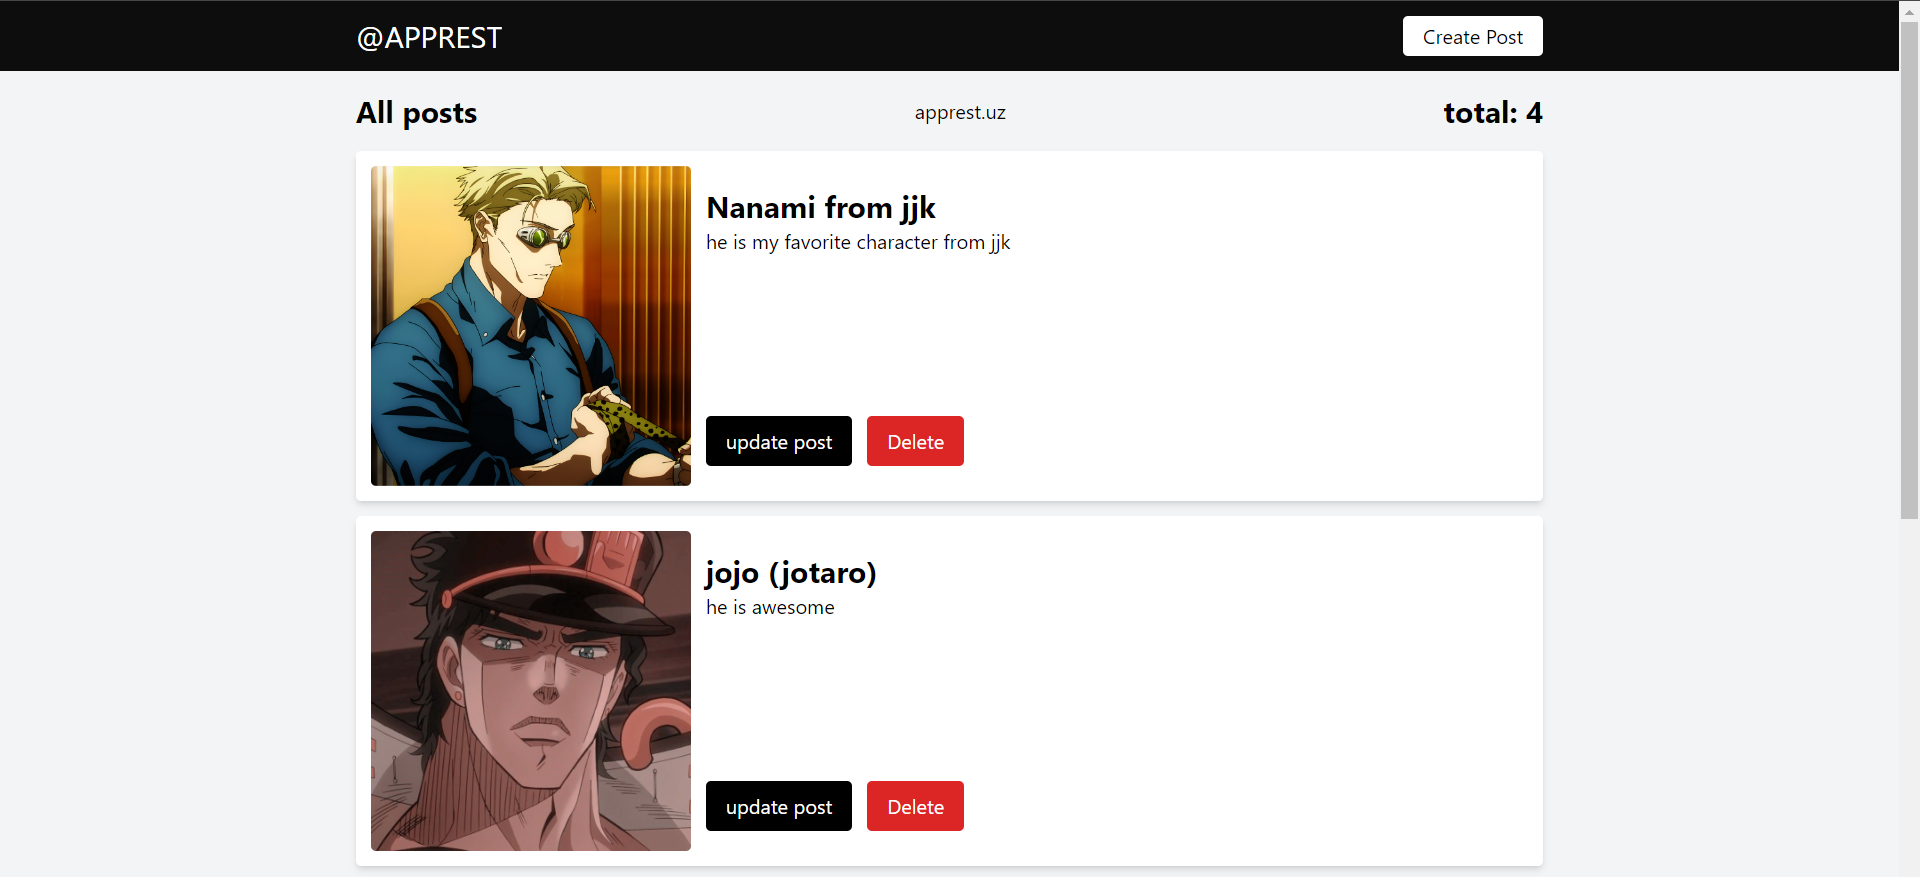 @APPREST
Create Post
All posts
apprest.uz
total: 4
Nanami from jjk
he is my favorite character from jjk
update post
Delete
jojo (jotaro)
he is awesome
update post
Delete